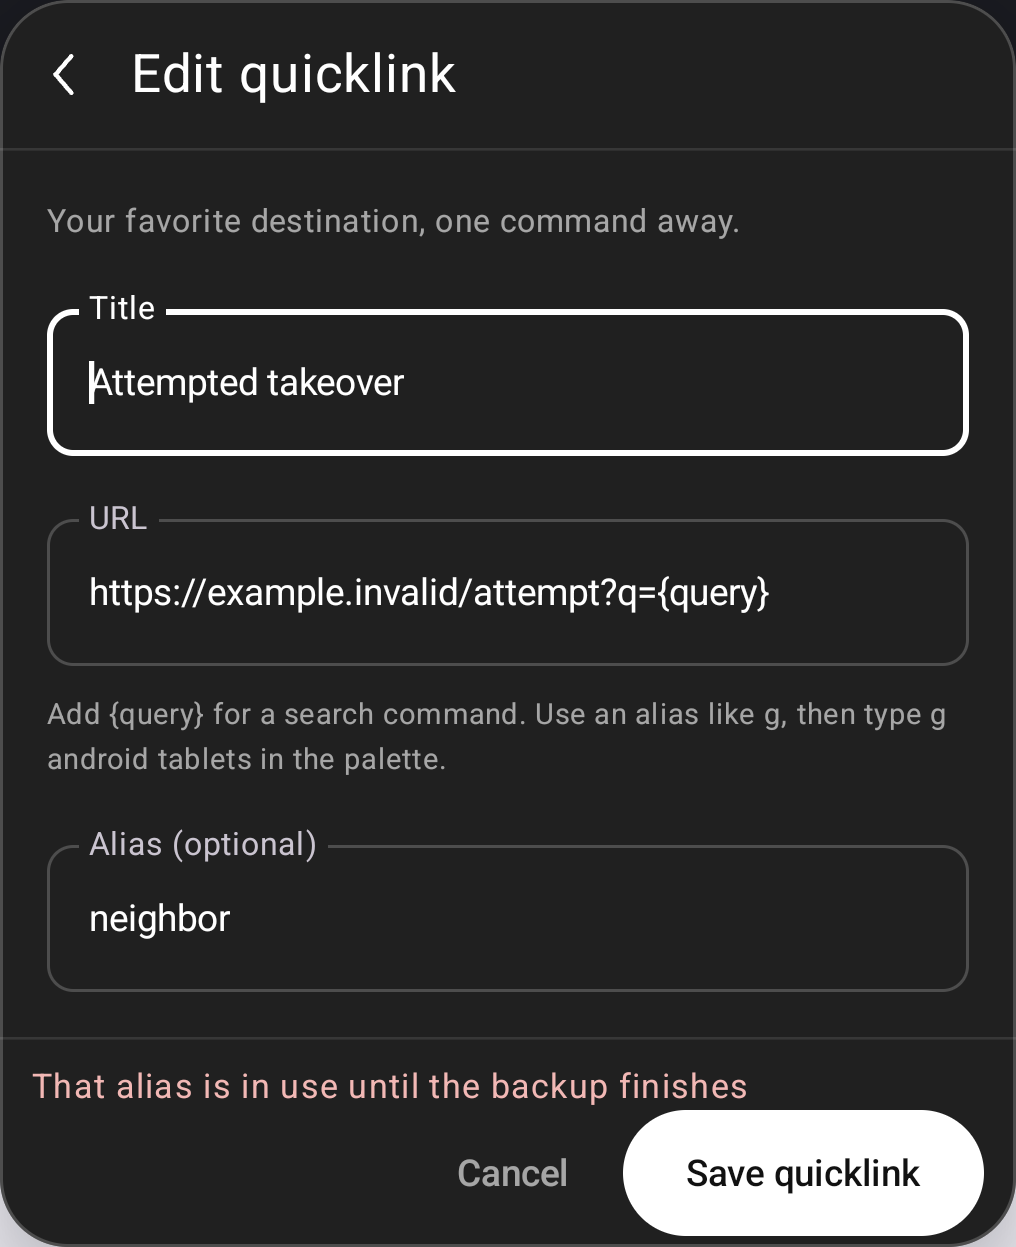 Edit quicklink
Your favorite destination, one command away.
Title
Attempted takeover
URL
https://example.invalid/attempt?q={query}
Add {query} for a search command. Use an alias like g, then type g
android tablets in the palette.
Alias (optional)
neighbor
That alias is in use until the backup finishes
Cancel
Save quicklink